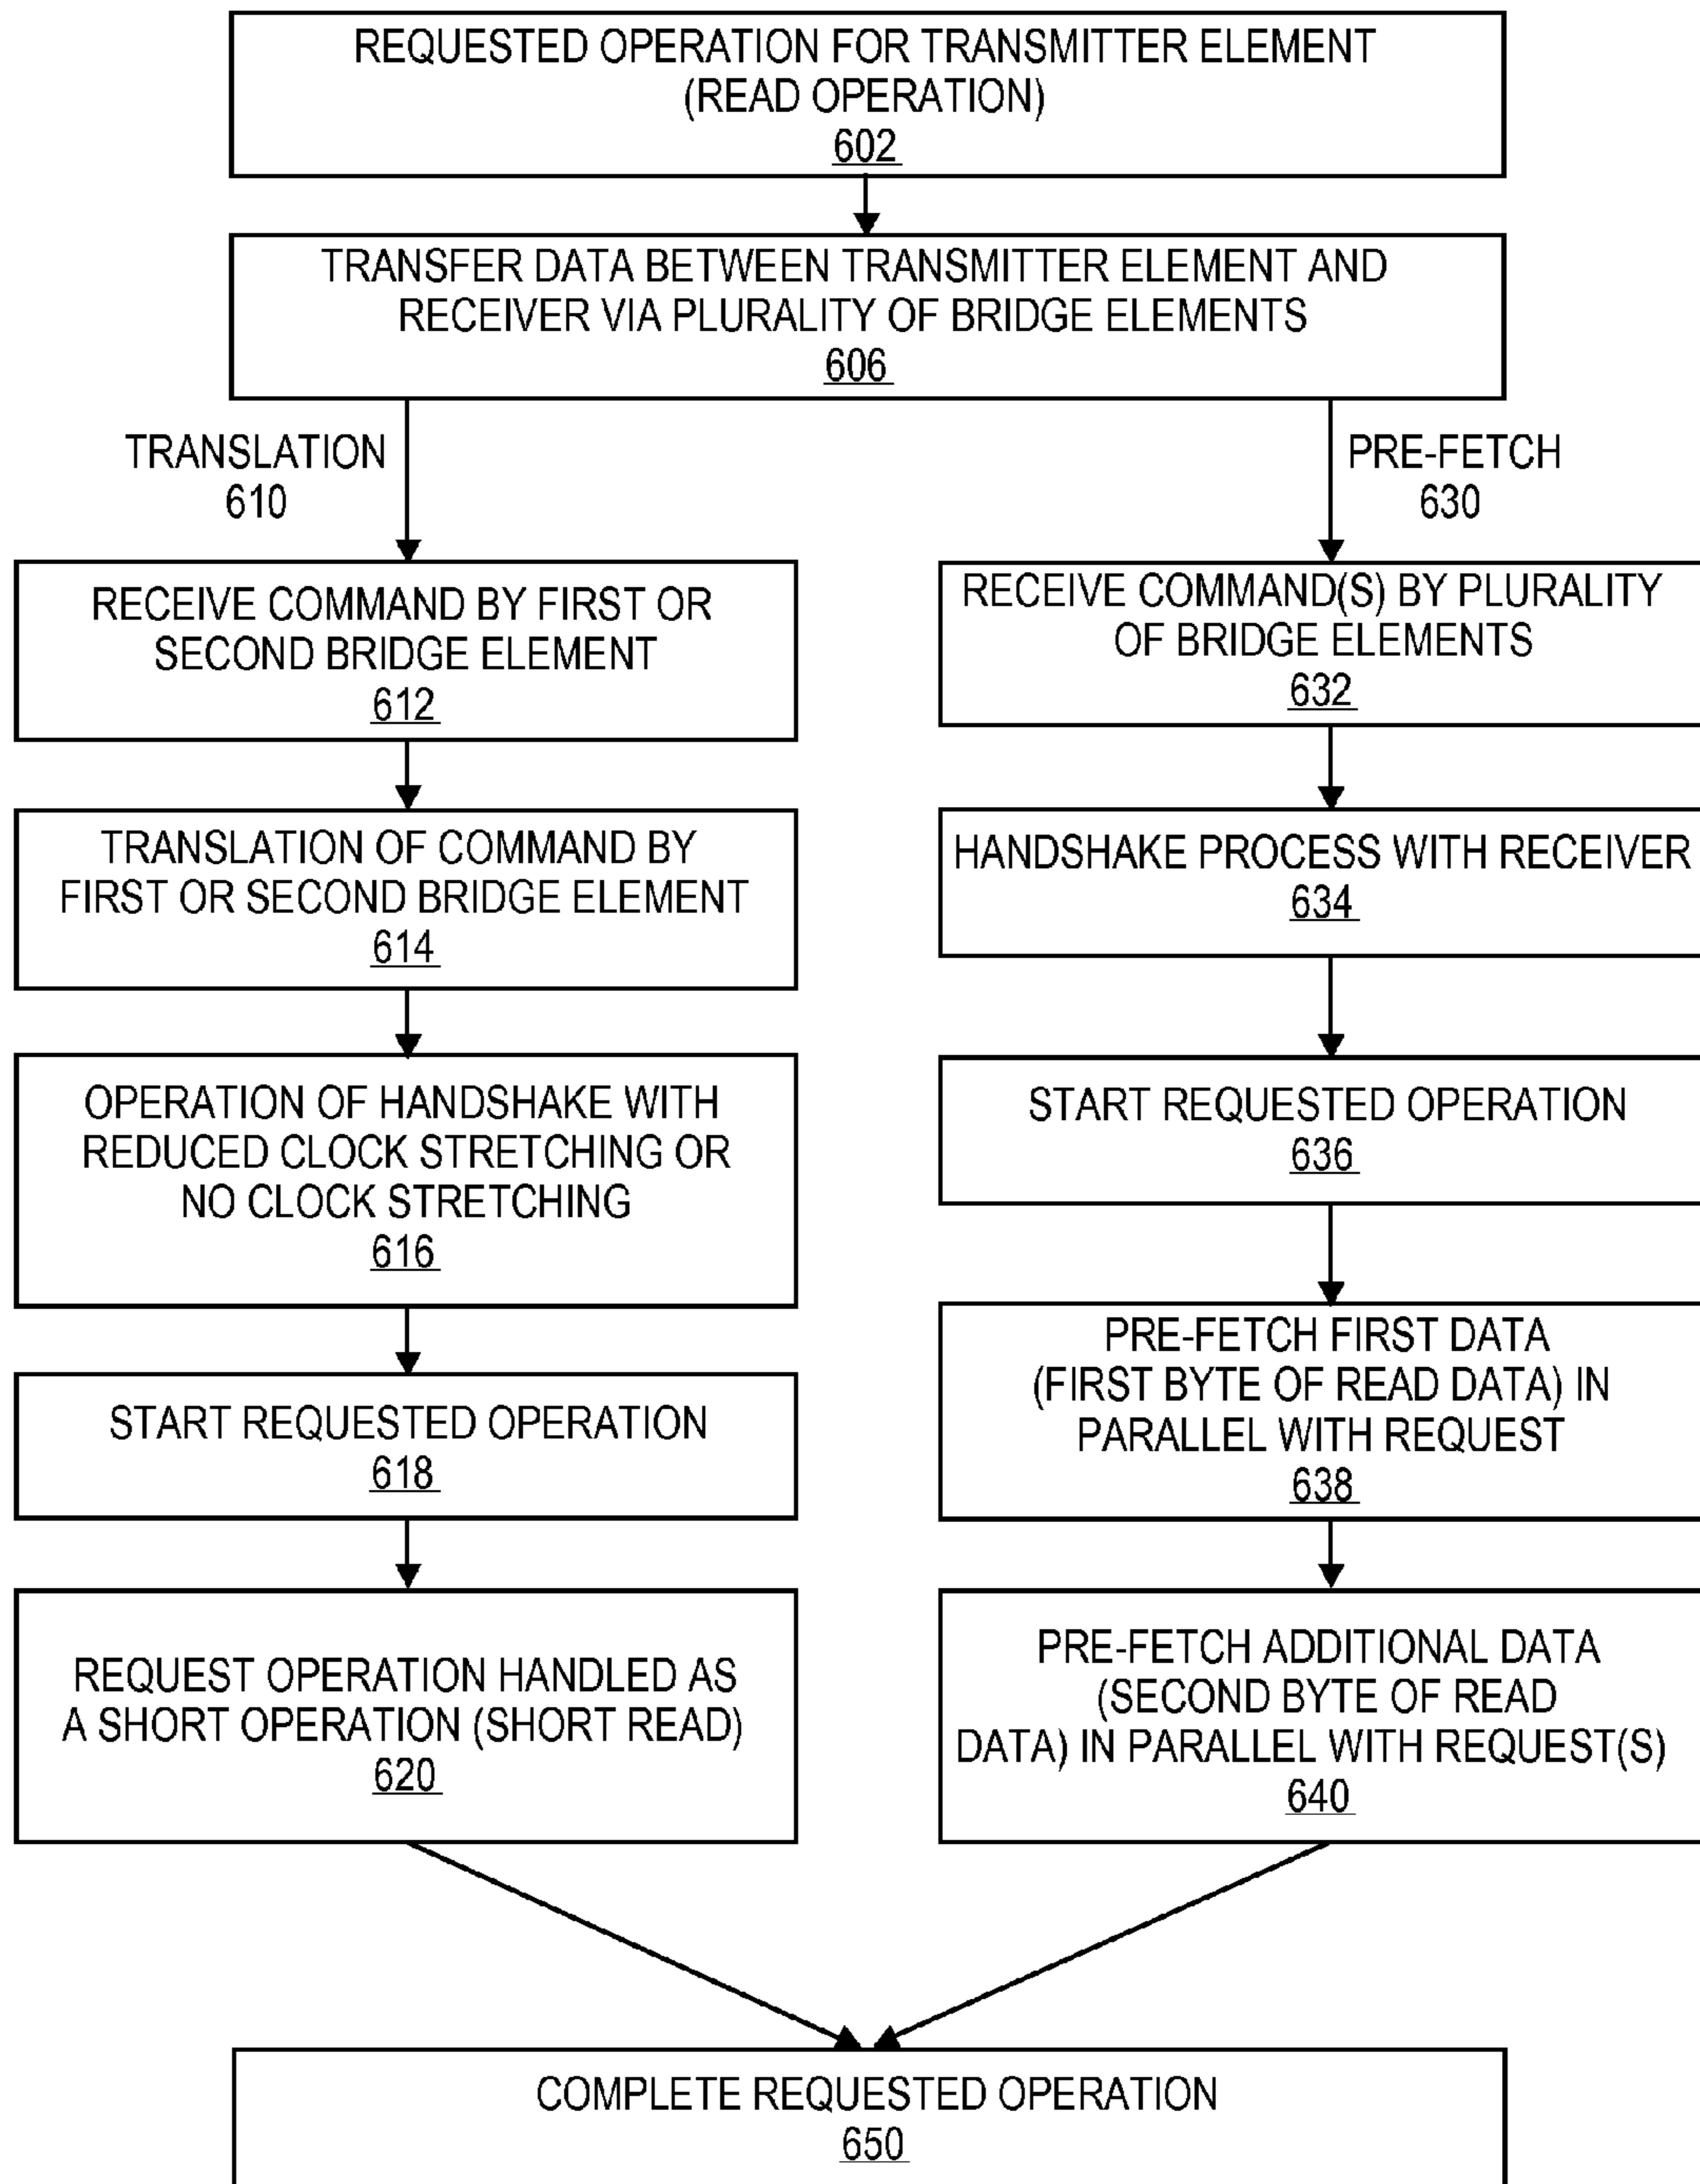 REQUESTED OPERATION FOR TRANSMITTER ELEMENT
(READ OPERATION)
602
TRANSFER DATA BETWEEN TRANSMITTER ELEMENT AND
RECEIVER VIA PLURALITY OF BRIDGE ELEMENTS
606
TRANSLATION
610
RECEIVE COMMAND BY FIRST OR
SECOND BRIDGE ELEMENT
612
TRANSLATION OF COMMAND BY
FIRST OR SECOND BRIDGE ELEMENT
614
OPERATION OF HANDSHAKE WITH
REDUCED CLOCK STRETCHING OR
NO CLOCK STRETCHING
616
START REQUESTED OPERATION
618
REQUEST OPERATION HANDLED AS
A SHORT OPERATION (SHORT READ)
620
PRE-FETCH
630
RECEIVE COMMAND(S) BY PLURALITY
OF BRIDGE ELEMENTS
632
HANDSHAKE PROCESS WITH RECEIVER
634
START REQUESTED OPERATION
636
PRE-FETCH FIRST DATA
(FIRST BYTE OF READ DATA) IN
PARALLEL WITH REQUEST
638
PRE-FETCH ADDITIONAL DATA
(SECOND BYTE OF READ
DATA) IN PARALLEL WITH REQUEST(S)
640
COMPLETE REQUESTED OPERATION
650